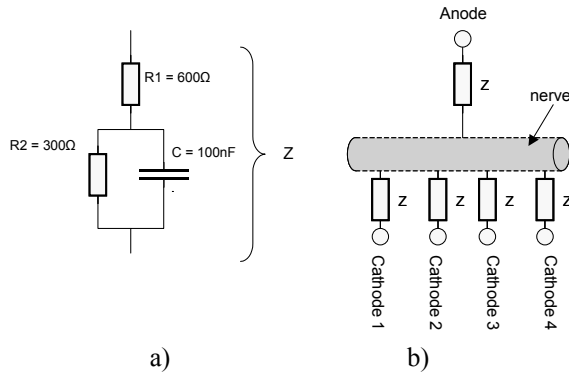 R1 = 600Ω
R2 = 300Ω
C = 100nF
Z
a)
Anode
z
nerve
z
z
z
z
Cathode 1
Cathode 2
Cathode 3
Cathode 4
b)